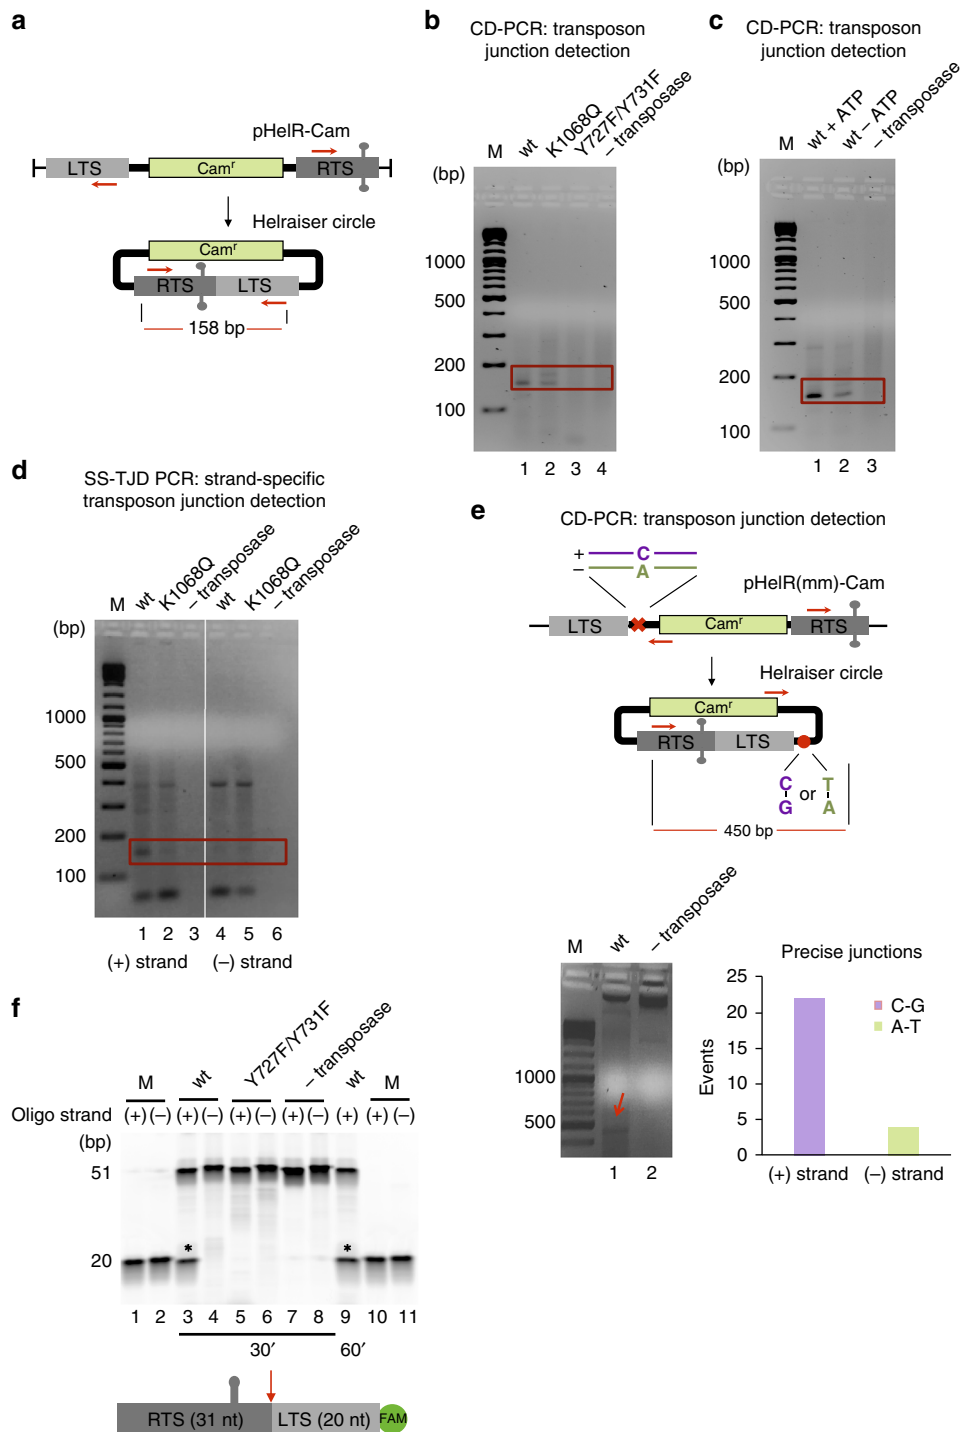 a
pHelR-Cam
LTS
Camʳ
RTS
Helraiser circle
Camʳ
RTS
LTS
158 bp
b
CD-PCR: transposon
junction detection
wt
K1068Q
Y727F/Y731F
– transposase
M
(bp)
1000
500
200
100
1 2 3 4
c
CD-PCR: transposon
junction detection
wt + ATP
wt – ATP
– transposase
M
(bp)
1000
500
200
100
1 2 3
d
SS-TJD PCR: strand-specific
transposon junction detection
wt
K1068Q
– transposase
wt
K1068Q
– transposase
M
(bp)
1000
500
200
100
1 2 3 4 5 6
(+) strand (–) strand
e
CD-PCR: transposon junction detection
+ C
– A
pHelR(mm)-Cam
LTS
Camʳ
RTS
Helraiser circle
Camʳ
RTS
LTS
C T
or
G A
450 bp
M
wt
– transposase
1000
500
1 2
Precise junctions
25
20
15
10
5
0
Events
C-G
A-T
(+) strand (–) strand
f
M wt Y727F/Y731F – transposase wt M
Oligo strand (+) (–) (+) (–) (+) (–) (+) (–) (+) (+) (–)
(bp)
51
* *
20
1 2 3 4 5 6 7 8 9 10 11
30′ 60′
RTS (31 nt) LTS (20 nt) FAM